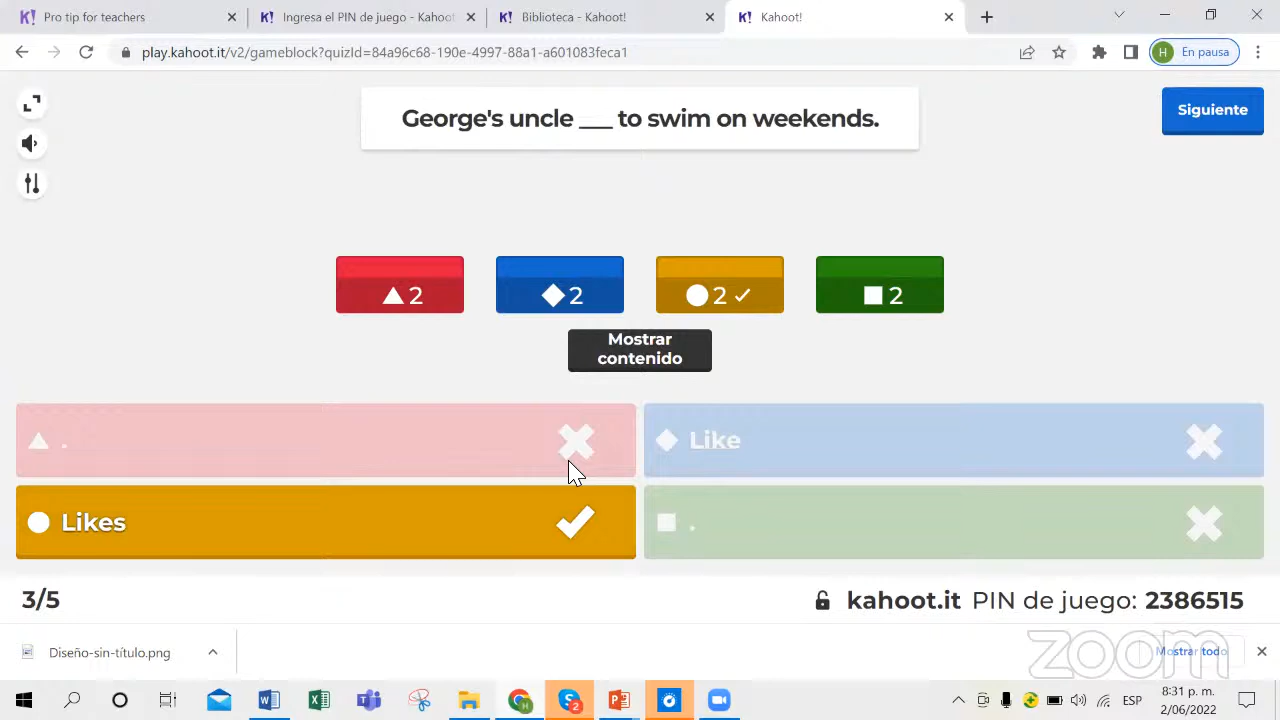 Pro tip for teachers
Ingresa el PIN de juego - Kahoot
Biblioteca - Kahoot!
Kahoot!
play.kahoot.it/v2/gameblock?quizId=84a96c68-190e-4997-88a1-a601083feca1
H
En pausa
George's uncle ___ to swim on weekends.
Siguiente
2
2
2
2
Mostrar
contenido
.
Like
Likes
.
3/5
kahoot.it PIN de juego: 2386515
Diseño-sin-título.png
Mostrar todo
zoom
ESP
8:31 p. m.
2/06/2022